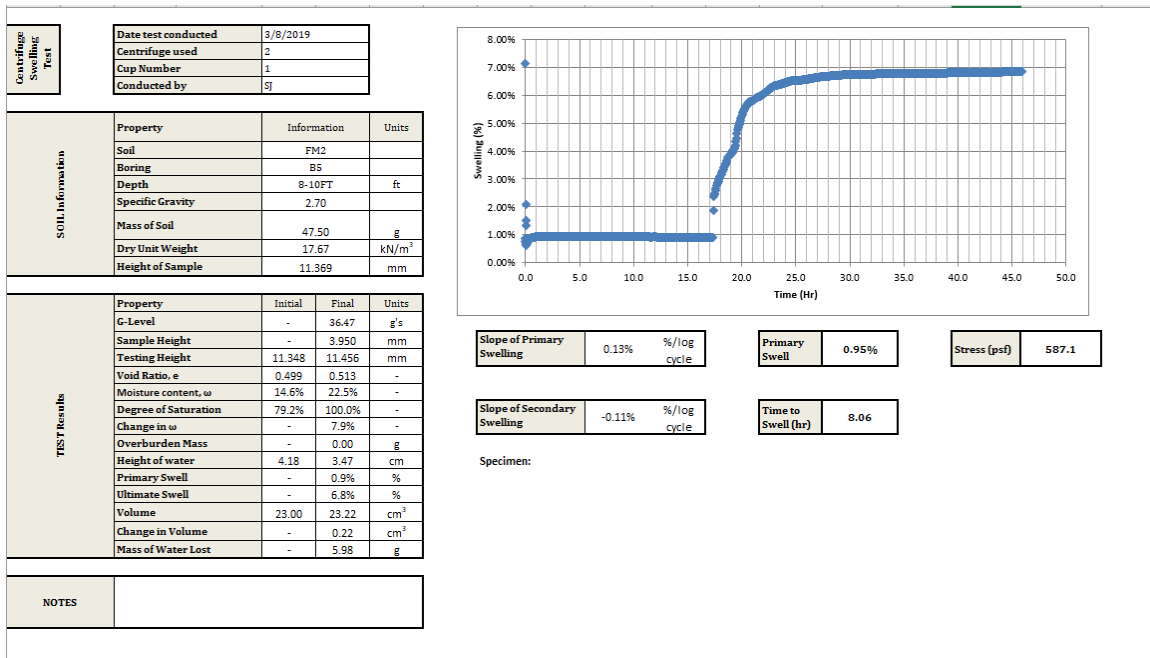 Centrifuge
Swelling
Test
Date test conducted 3/8/2019
Centrifuge used 2
Cup Number 1
Conducted by SJ
SOIL Information
Property Information Units
Soil FM2
Boring B5
Depth 8-10FT ft
Specific Gravity 2.70
Mass of Soil 47.50 g
Dry Unit Weight 17.67 kN/m³
Height of Sample 11.369 mm
TEST Results
Property Initial Final Units
G-Level - 36.47 g's
Sample Height - 3.950 mm
Testing Height 11.348 11.456 mm
Void Ratio, e 0.499 0.513 -
Moisture content, ω 14.6% 22.5% -
Degree of Saturation 79.2% 100.0% -
Change in ω - 7.9% -
Overburden Mass - 0.00 g
Height of water 4.18 3.47 cm
Primary Swell - 0.9% %
Ultimate Swell - 6.8% %
Volume 23.00 23.22 cm³
Change in Volume - 0.22 cm³
Mass of Water Lost - 5.98 g
NOTES
Swelling (%)
8.00%
7.00%
6.00%
5.00%
4.00%
3.00%
2.00%
1.00%
0.00%
0.0 5.0 10.0 15.0 20.0 25.0 30.0 35.0 40.0 45.0 50.0
Time (Hr)
Slope of Primary
Swelling
0.13%
%/log
cycle
Primary
Swell
0.95%
Stress (psf) 587.1
Slope of Secondary
Swelling
-0.11%
%/log
cycle
Time to
Swell (hr)
8.06
Specimen: